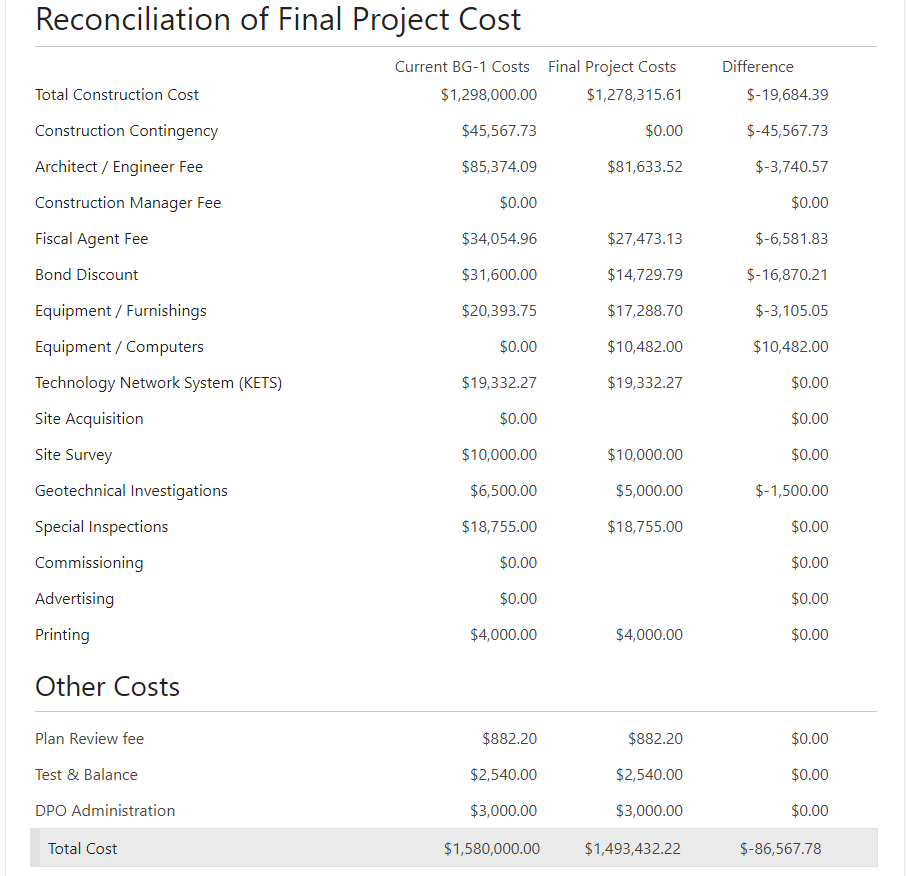 Reconciliation of Final Project Cost
Current BG-1 Costs Final Project Costs Difference
Total Construction Cost $1,298,000.00 $1,278,315.61 $-19,684.39
Construction Contingency $45,567.73 $0.00 $-45,567.73
Architect / Engineer Fee $85,374.09 $81,633.52 $-3,740.57
Construction Manager Fee $0.00 $0.00
Fiscal Agent Fee $34,054.96 $27,473.13 $-6,581.83
Bond Discount $31,600.00 $14,729.79 $-16,870.21
Equipment / Furnishings $20,393.75 $17,288.70 $-3,105.05
Equipment / Computers $0.00 $10,482.00 $10,482.00
Technology Network System (KETS) $19,332.27 $19,332.27 $0.00
Site Acquisition $0.00 $0.00
Site Survey $10,000.00 $10,000.00 $0.00
Geotechnical Investigations $6,500.00 $5,000.00 $-1,500.00
Special Inspections $18,755.00 $18,755.00 $0.00
Commissioning $0.00 $0.00
Advertising $0.00 $0.00
Printing $4,000.00 $4,000.00 $0.00
Other Costs
Plan Review fee $882.20 $882.20 $0.00
Test & Balance $2,540.00 $2,540.00 $0.00
DPO Administration $3,000.00 $3,000.00 $0.00
Total Cost $1,580,000.00 $1,493,432.22 $-86,567.78